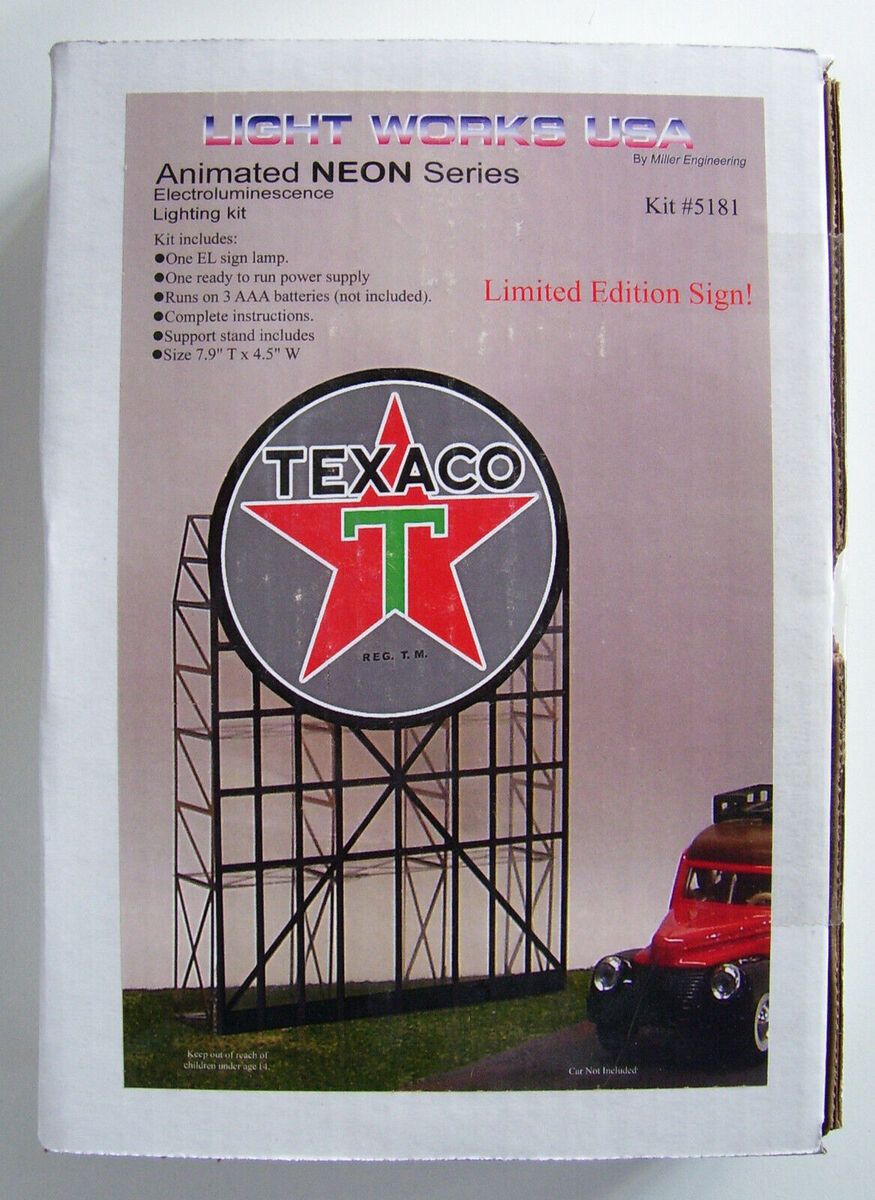 LIGHT WORKS USA
By Miller Engineering
Animated NEON Series
Electroluminescence
Lighting kit
Kit #5181
Kit includes:
●One EL sign lamp.
●One ready to run power supply
●Runs on 3 AAA batteries (not included).
●Complete instructions.
●Support stand includes
●Size 7.9" T x 4.5" W
Limited Edition Sign!
TEXACO
T
REG. T. M.
Keep out of reach of
children under age 14.
Car Not Included